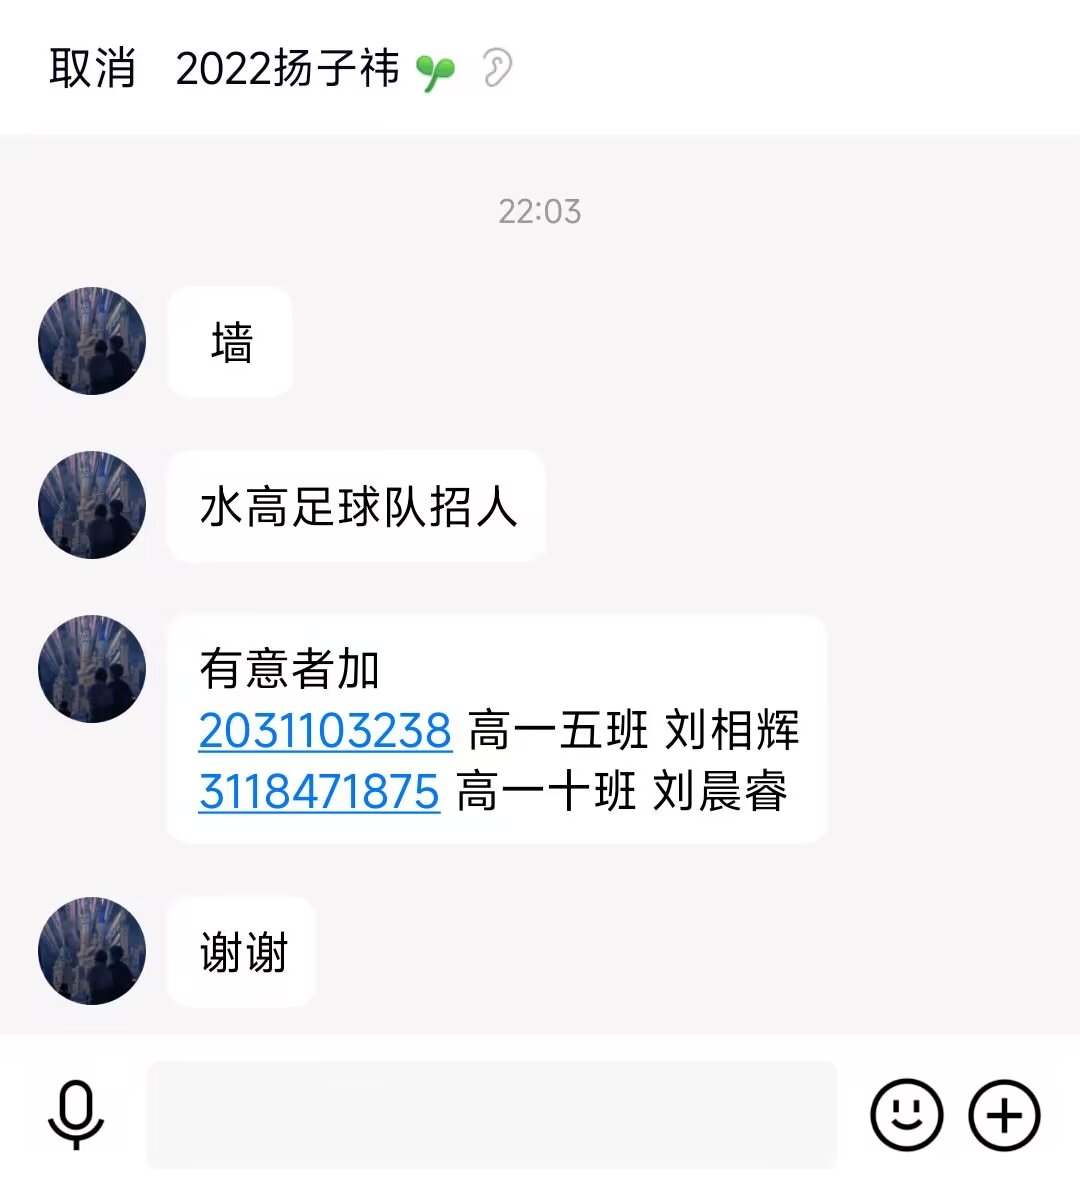 取消 2022扬子祎
22:03
墙
水高足球队招人
有意者加
2031103238 高一五班 刘相辉
3118471875 高一十班 刘晨睿
谢谢